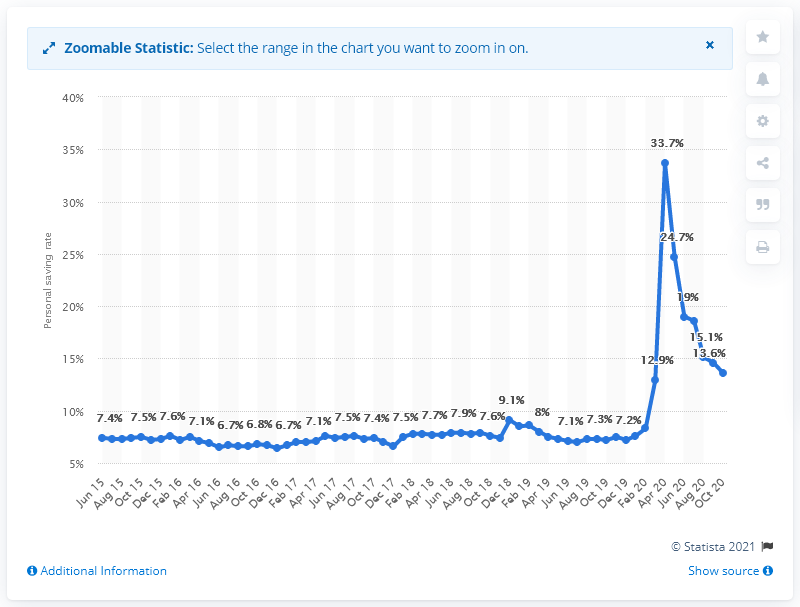 Zoomable Statistic: Select the range in the chart you want to zoom in on.
×
40%
35%
30%
25%
20%
15%
10%
5%
Personal saving rate
7.4%
7.5%
7.6%
7.1%
6.7%
6.8%
6.7%
7.1%
7.5%
7.4%
7.5%
7.7%
7.9%
7.6%
9.1%
8%
7.1%
7.3%
7.2%
12.9%
33.7%
24.7%
19%
15.1%
13.6%
Jun 15
Aug 15
Oct 15
Dec 15
Feb 16
Apr 16
Jun 16
Aug 16
Oct 16
Dec 16
Feb 17
Apr 17
Jun 17
Aug 17
Oct 17
Dec 17
Feb 18
Apr 18
Jun 18
Aug 18
Oct 18
Dec 18
Feb 19
Apr 19
Jun 19
Aug 19
Oct 19
Dec 19
Feb 20
Apr 20
Jun 20
Aug 20
Oct 20
© Statista 2021
Additional Information
Show source